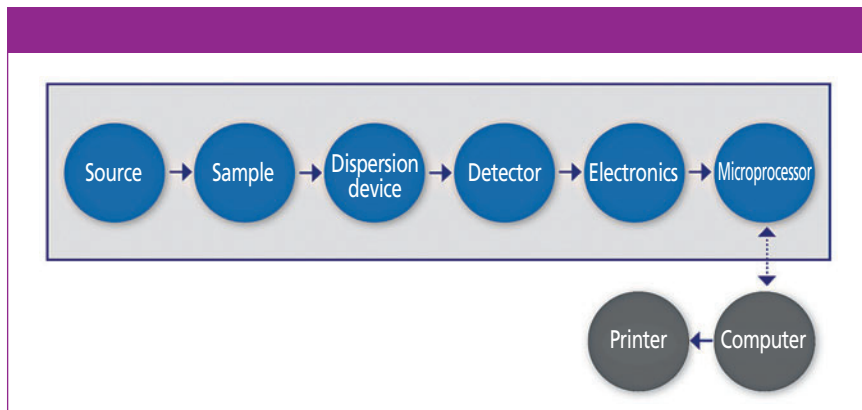 Source
Sample
Dispersion
device
Detector
Electronics
Microprocessor
Printer
Computer